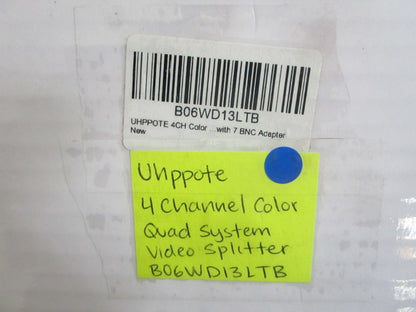 B06WD13LTB
UHPPOTE 4CH Color ...with 7 BNC Adapter
New
Uhppote
4 Channel Color
Quad System
Video Splitter
B06WD13LTB